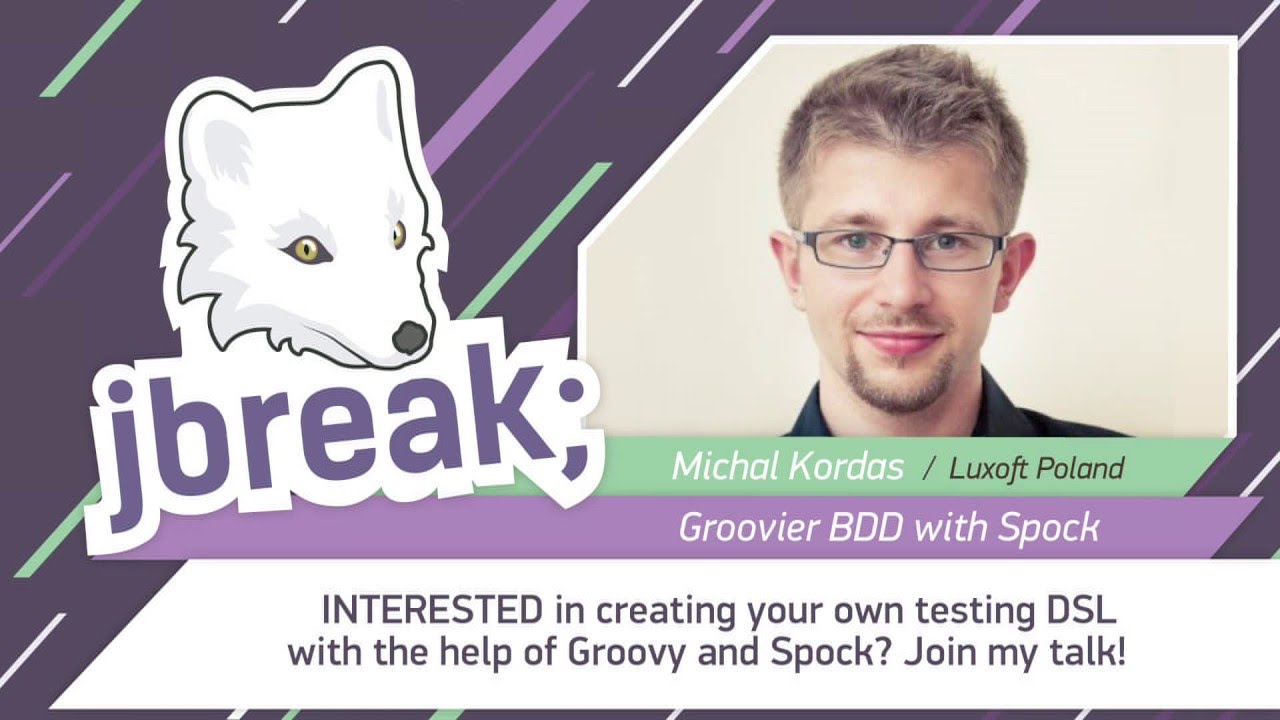 jbreak;
Michal Kordas / Luxoft Poland
Groovier BDD with Spock
INTERESTED in creating your own testing DSL
with the help of Groovy and Spock? Join my talk!